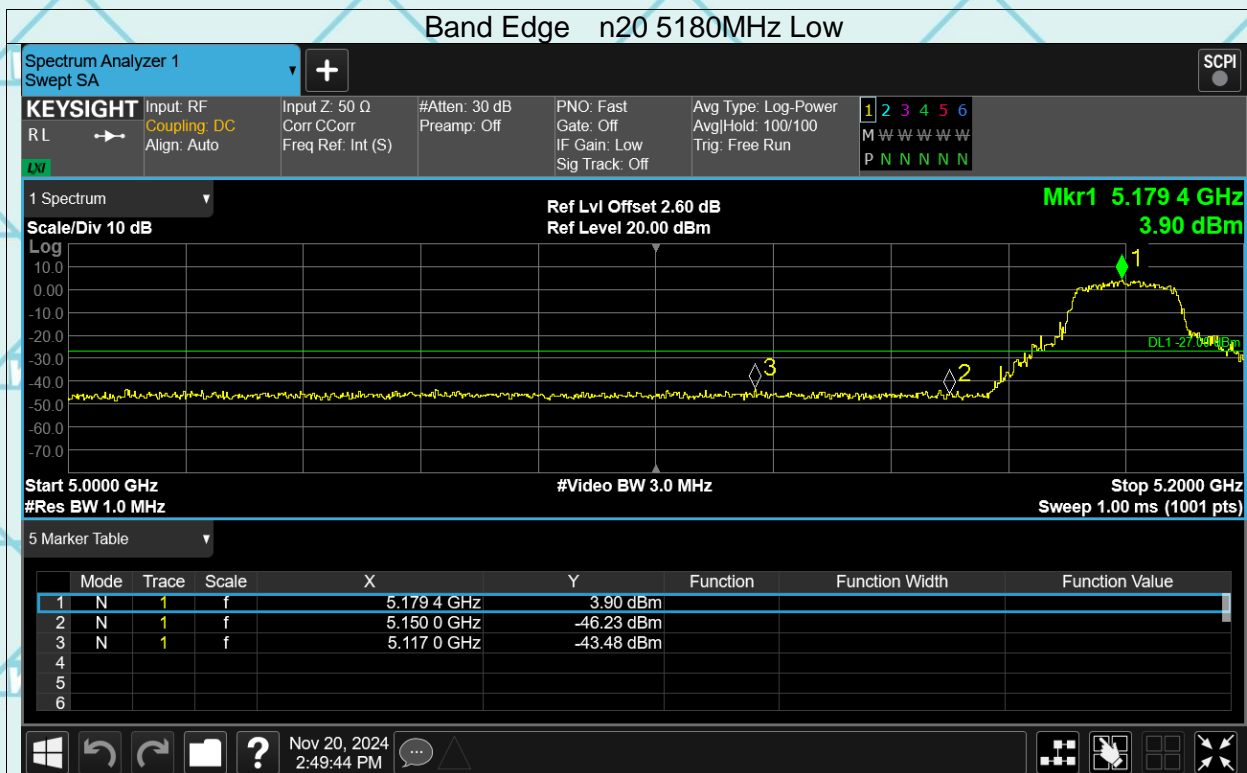 Band Edge n20 5180MHz Low
Spectrum Analyzer 1
Swept SA
SCPI
KEYSIGHT
RL
LXI
Input: RF
Coupling: DC
Align: Auto
Input Z: 50 Ω
Corr CCorr
Freq Ref: Int (S)
#Atten: 30 dB
Preamp: Off
PNO: Fast
Gate: Off
IF Gain: Low
Sig Track: Off
Avg Type: Log-Power
Avg|Hold: 100/100
Trig: Free Run
1 2 3 4 5 6
M W W W W W
P N N N N N
1 Spectrum
Scale/Div 10 dB
Ref Lvl Offset 2.60 dB
Ref Level 20.00 dBm
Mkr1 5.179 4 GHz
3.90 dBm
Log
10.0
0.00
-10.0
-20.0
-30.0
-40.0
-50.0
-60.0
-70.0
1
DL1 -27.00 dBm
3
2
Start 5.0000 GHz
#Video BW 3.0 MHz
Stop 5.2000 GHz
#Res BW 1.0 MHz
Sweep 1.00 ms (1001 pts)
5 Marker Table
Mode Trace Scale X Y Function Function Width Function Value
1 N 1 f 5.179 4 GHz 3.90 dBm
2 N 1 f 5.150 0 GHz -46.23 dBm
3 N 1 f 5.117 0 GHz -43.48 dBm
4
5
6
?
Nov 20, 2024
2:49:44 PM